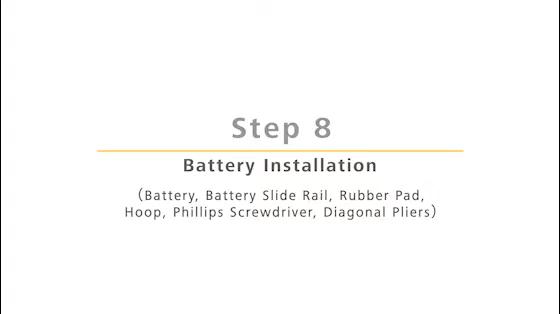 Step 8
Battery Installation
(Battery, Battery Slide Rail, Rubber Pad,
Hoop, Phillips Screwdriver, Diagonal Pliers)